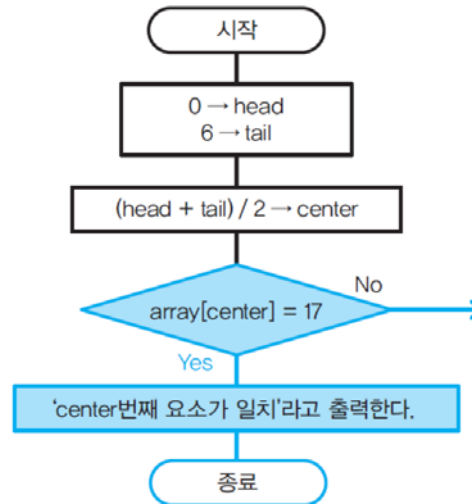 시작
0 → head
6 → tail
(head + tail) / 2 → center
array[center] = 17
No
Yes
‘center번째 요소가 일치’라고 출력한다.
종료